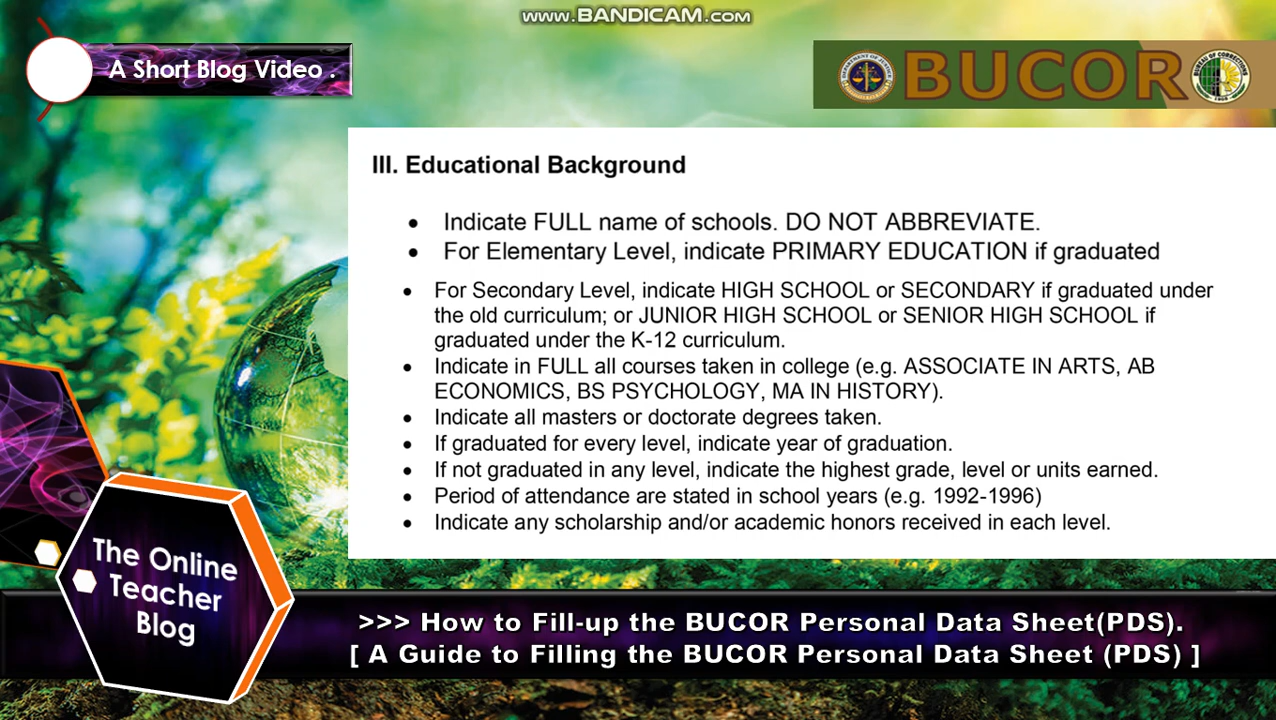 www.BANDICAM.com
A Short Blog Video .
BUCOR
III. Educational Background
• Indicate FULL name of schools. DO NOT ABBREVIATE.
• For Elementary Level, indicate PRIMARY EDUCATION if graduated
• For Secondary Level, indicate HIGH SCHOOL or SECONDARY if graduated under
the old curriculum; or JUNIOR HIGH SCHOOL or SENIOR HIGH SCHOOL if
graduated under the K-12 curriculum.
• Indicate in FULL all courses taken in college (e.g. ASSOCIATE IN ARTS, AB
ECONOMICS, BS PSYCHOLOGY, MA IN HISTORY).
• Indicate all masters or doctorate degrees taken.
• If graduated for every level, indicate year of graduation.
• If not graduated in any level, indicate the highest grade, level or units earned.
• Period of attendance are stated in school years (e.g. 1992-1996)
• Indicate any scholarship and/or academic honors received in each level.
The Online
Teacher
Blog
>>> How to Fill-up the BUCOR Personal Data Sheet(PDS).
[ A Guide to Filling the BUCOR Personal Data Sheet (PDS) ]